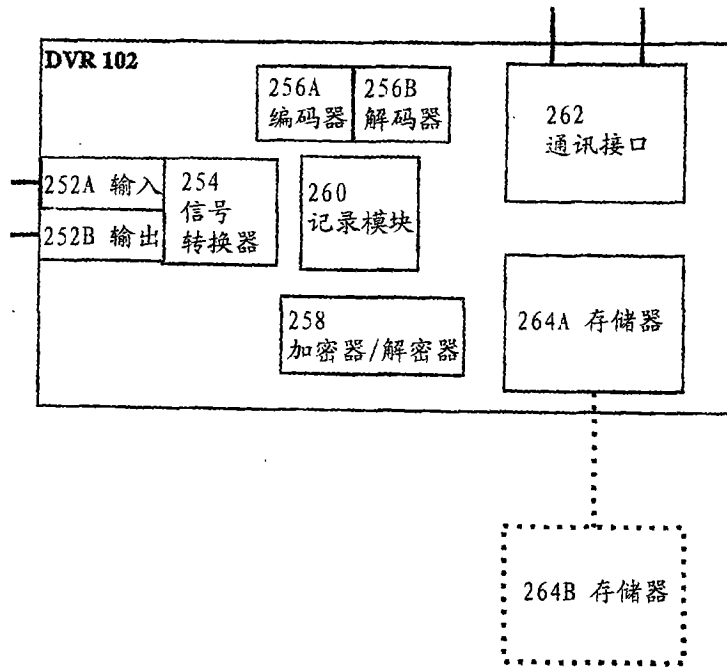 DVR 102
256A
编码器
256B
解码器
262
通讯接口
252A 输入
252B 输出
254
信号
转换器
260
记录模块
258
加密器/解密器
264A 存储器
264B 存储器